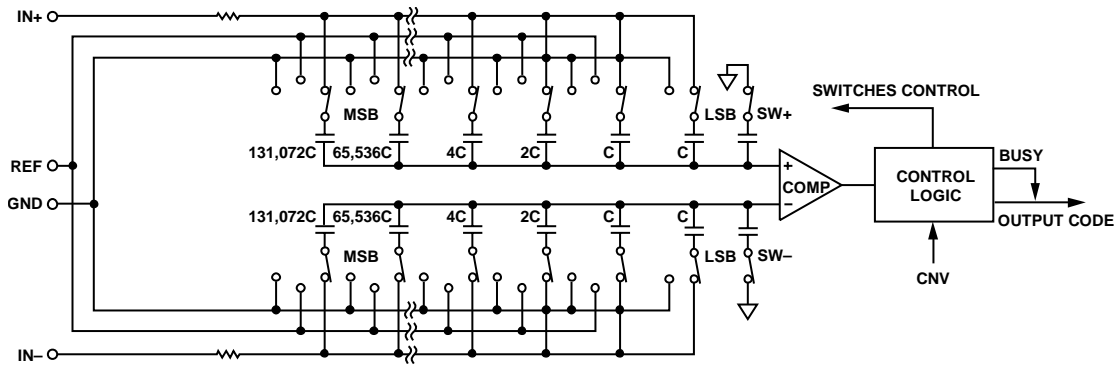 IN+
SWITCHES CONTROL
MSB
LSB
SW+
131,072C 65,536C 4C 2C C C
BUSY
REF
COMP
CONTROL LOGIC
GND
131,072C 65,536C 4C 2C C C
OUTPUT CODE
MSB
LSB
SW–
CNV
IN–
+
–